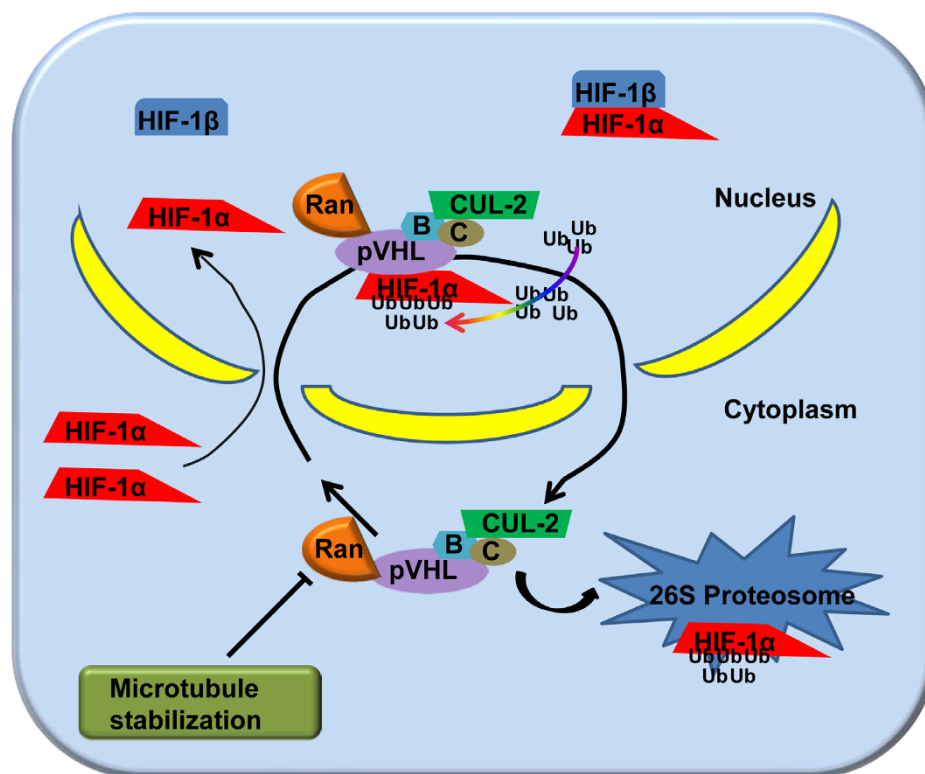 HIF-1β
HIF-1β
HIF-1α
Nucleus
HIF-1α
Ran
CUL-2
B
C
pVHL
Ub
Ub
Ub
HIF-1α
UbUbUb
UbUb
UbUb
Ub
Ub
Cytoplasm
HIF-1α
HIF-1α
CUL-2
Ran
B
C
pVHL
26S Proteosome
HIF-1α
UbUbUb
UbUb
Microtubule
stabilization